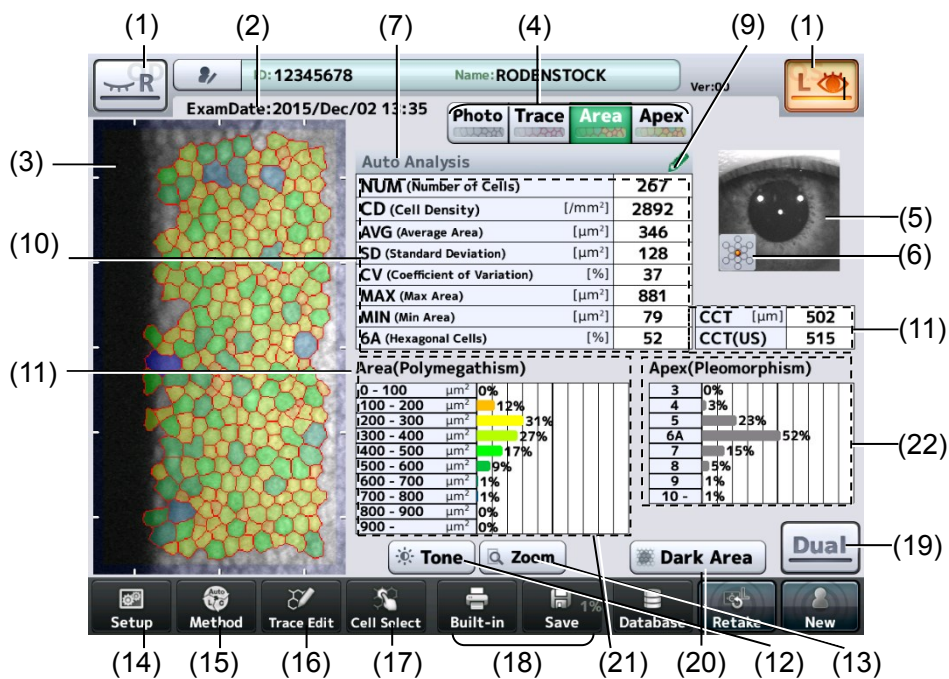 (1) (2) (7) (4) (9) (1)
R
ID: 12345678 Name: RODENSTOCK
Ver:00
L
ExamDate:2015/Dec/02 13:35
Photo Trace Area Apex
(3)
Auto Analysis
NUM (Number of Cells) 267
CD (Cell Density) [/mm²] 2892
AVG (Average Area) [µm²] 346
(5)
(10)
SD (Standard Deviation) [µm²] 128
(6)
CV (Coefficient of Variation) [%] 37
MAX (Max Area) [µm²] 881
MIN (Min Area) [µm²] 79
CCT [µm] 502
(11)
6A (Hexagonal Cells) [%] 52
CCT(US) 515
(11)
Area(Polymegathism)
0 - 100 µm² 0%
100 - 200 µm² 12%
200 - 300 µm² 31%
300 - 400 µm² 27%
400 - 500 µm² 17%
500 - 600 µm² 9%
600 - 700 µm² 1%
700 - 800 µm² 1%
800 - 900 µm² 0%
900 - µm² 0%
Apex(Pleomorphism)
3 0%
4 3%
5 23%
6A 52%
7 15%
8 5%
9 1%
10 - 1%
(22)
Tone Zoom Dark Area Dual
(19)
Setup Method Trace Edit Cell Select Built-in Save 1% Database Retake New
(14) (15) (16) (17) (18) (21) (20) (12) (13)